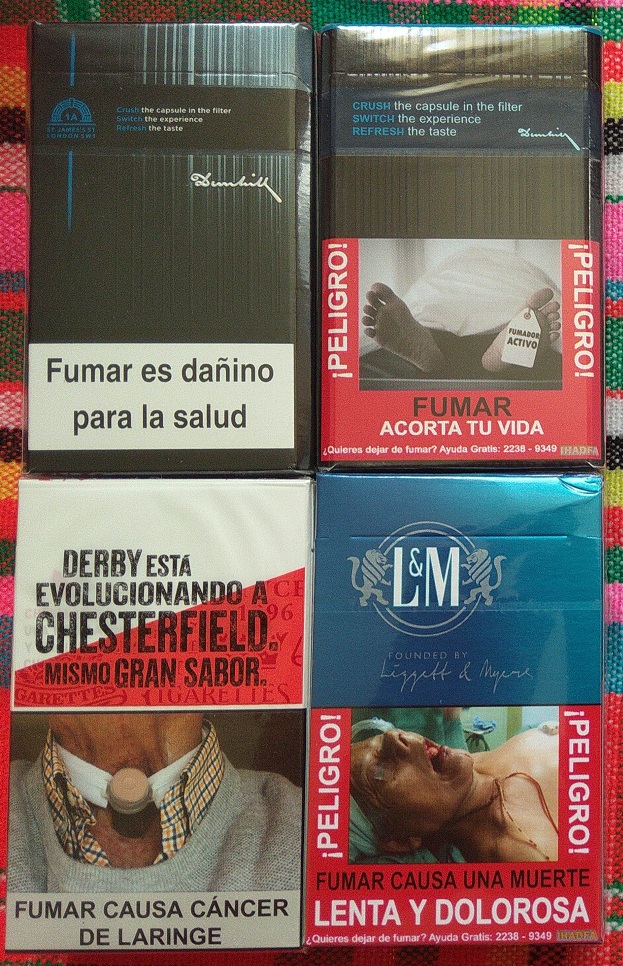 1A
ST. JAMES'S ST
LONDON SW1
Crush the capsule in the filter
Switch the experience
Refresh the taste
Dunhill
Fumar es dañino
para la salud
CRUSH the capsule in the filter
SWITCH the experience
REFRESH the taste
Dunhill
¡PELIGRO!
FUMADOR
ACTIVO
¡PELIGRO!
FUMAR
ACORTA TU VIDA
¿Quieres dejar de fumar? Ayuda Gratis: 2238 - 9349 IHADFA
DERBY ESTÁ
EVOLUCIONANDO A
CHESTERFIELD.
MISMO GRAN SABOR.
FUMAR CAUSA CÁNCER
DE LARINGE
L&M
FOUNDED BY
Liggett & Myers
¡PELIGRO!
¡PELIGRO!
FUMAR CAUSA UNA MUERTE
LENTA Y DOLOROSA
¿Quieres dejar de fumar? Ayuda Gratis: 2238 - 9349 IHADFA